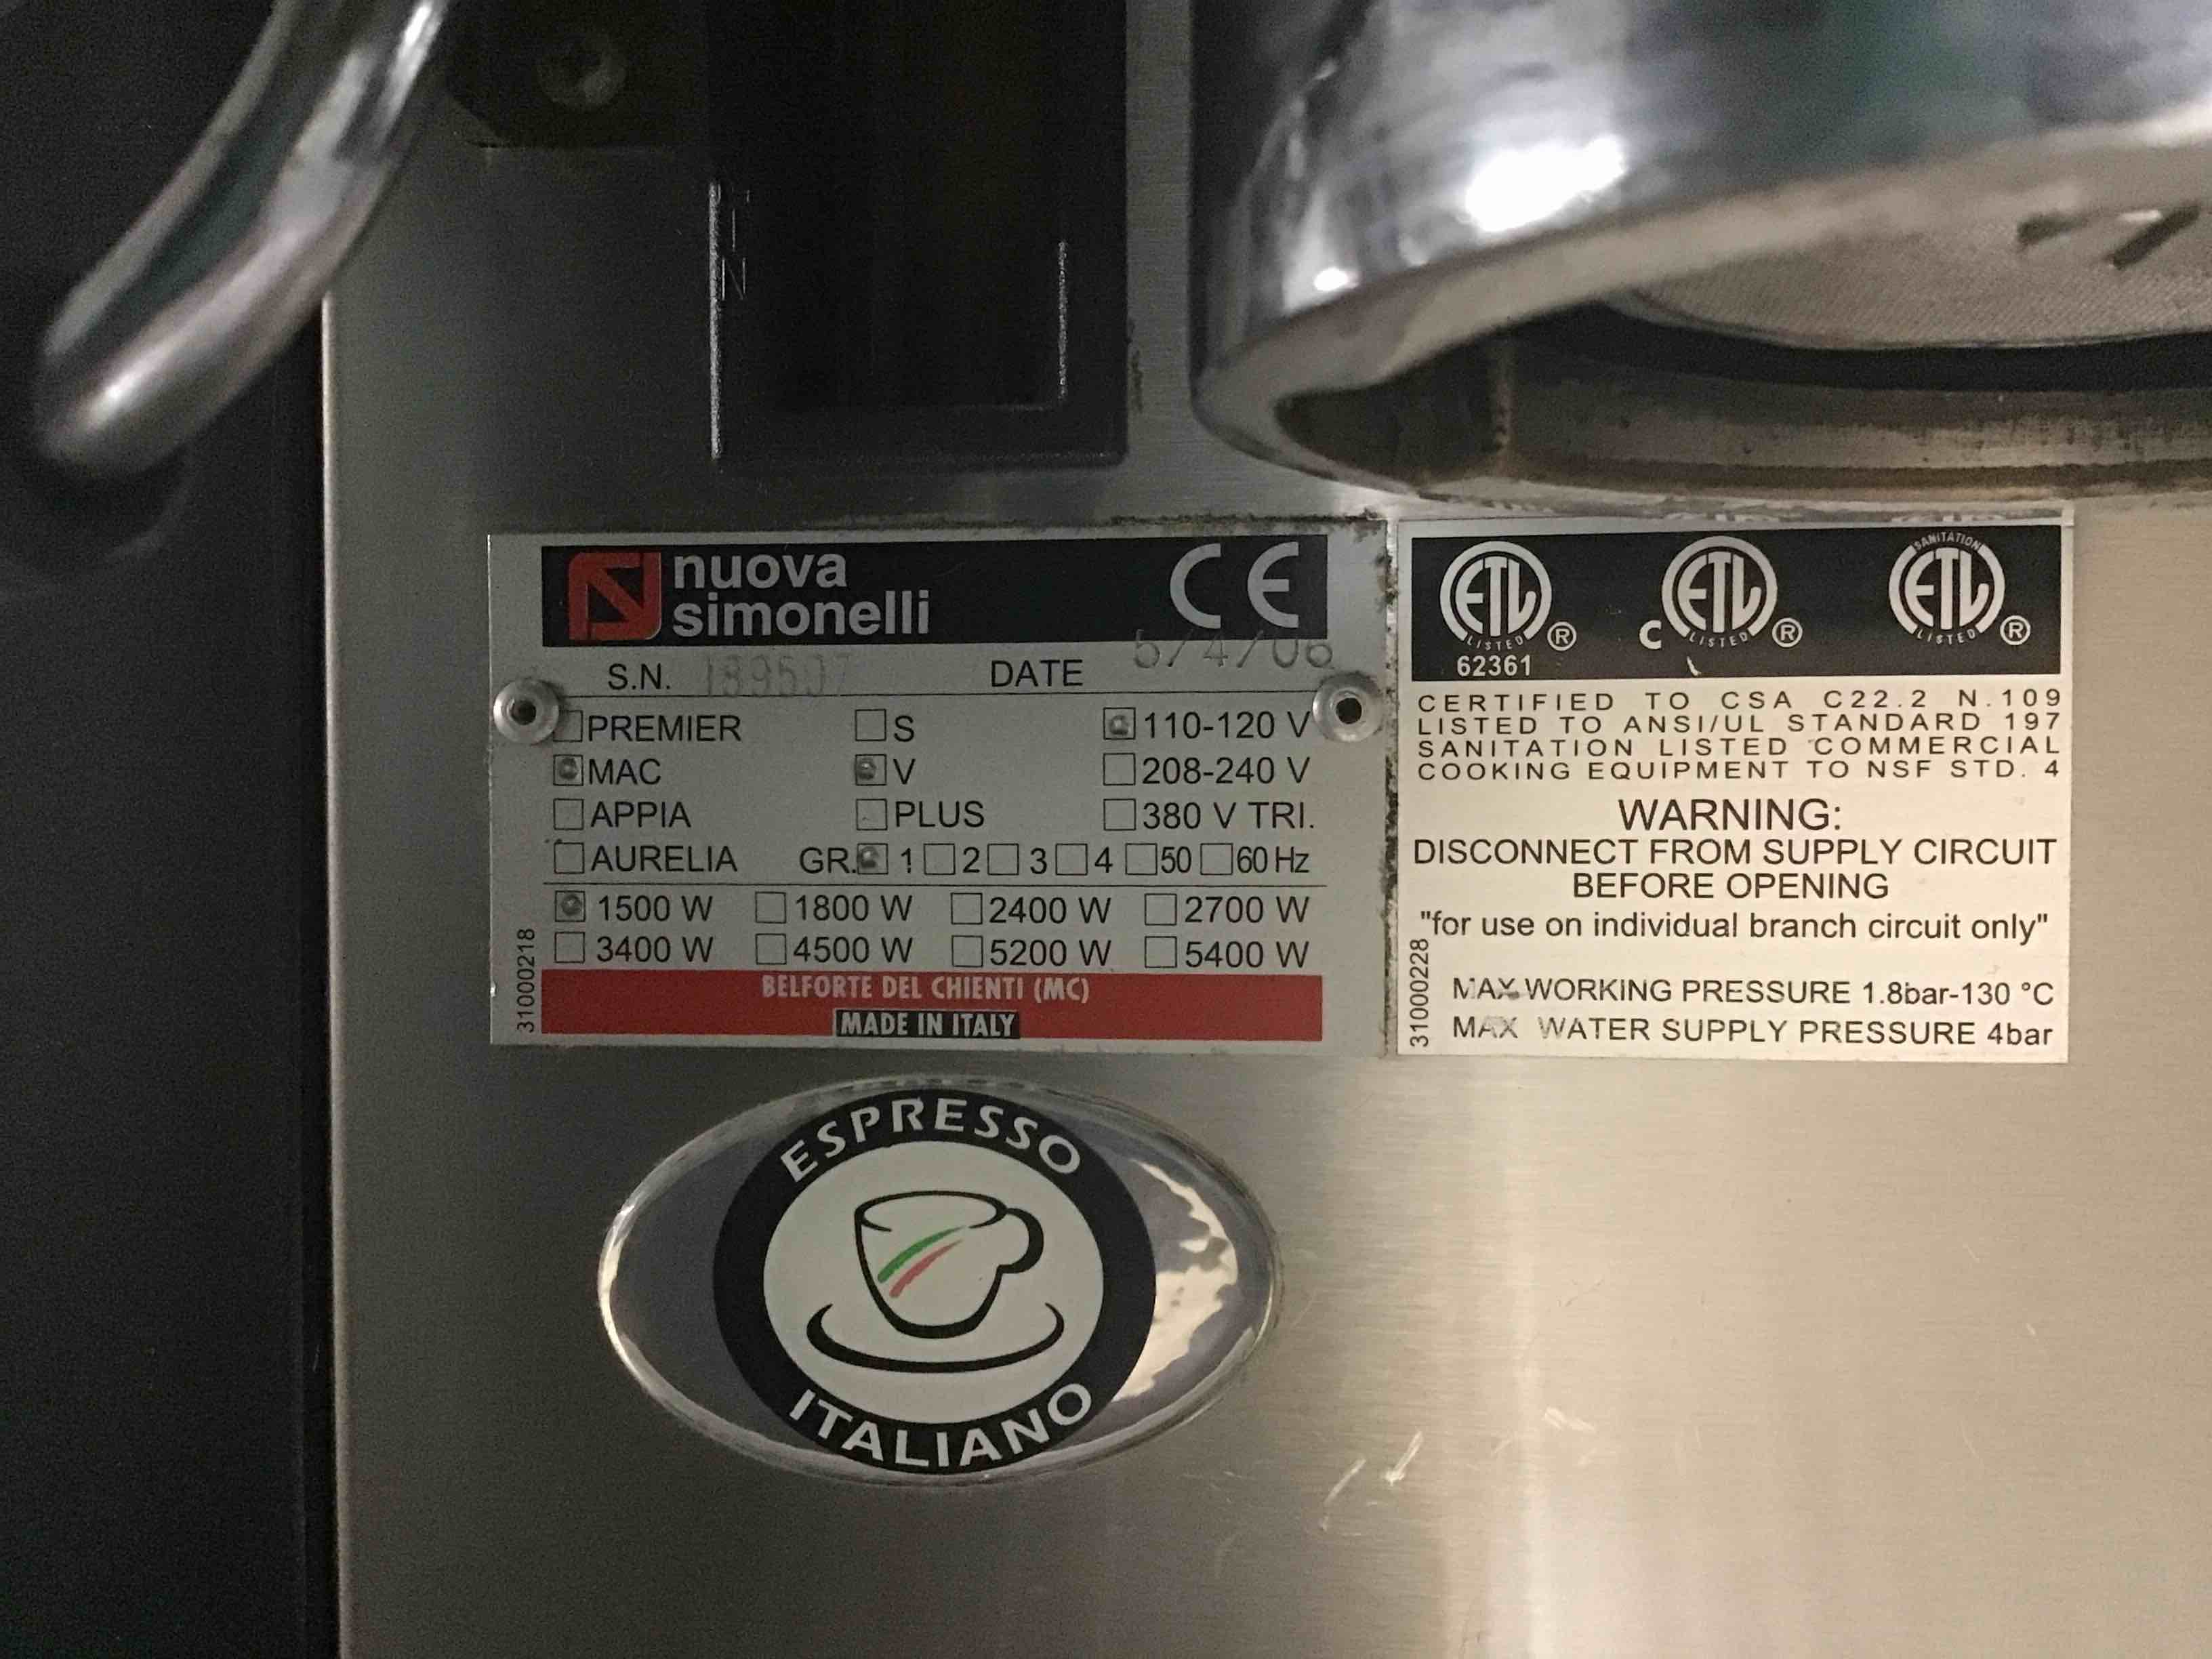 nuova
simonelli
CE
S.N. 189507 DATE 5/4/06
PREMIER S 110-120 V
MAC V 208-240 V
APPIA PLUS 380 V TRI.
AURELIA GR. 1 2 3 4 50 60 Hz
1500 W 1800 W 2400 W 2700 W
3400 W 4500 W 5200 W 5400 W
31000218
BELFORTE DEL CHIENTI (MC)
MADE IN ITALY
ETL LISTED ®
62361
C ETL LISTED ®
SANITATION ETL LISTED ®
CERTIFIED TO CSA C22.2 N.109
LISTED TO ANSI/UL STANDARD 197
SANITATION LISTED COMMERCIAL
COOKING EQUIPMENT TO NSF STD. 4
WARNING:
DISCONNECT FROM SUPPLY CIRCUIT
BEFORE OPENING
"for use on individual branch circuit only"
31000228
MAX WORKING PRESSURE 1.8bar-130 °C
MAX WATER SUPPLY PRESSURE 4bar
ESPRESSO
ITALIANO